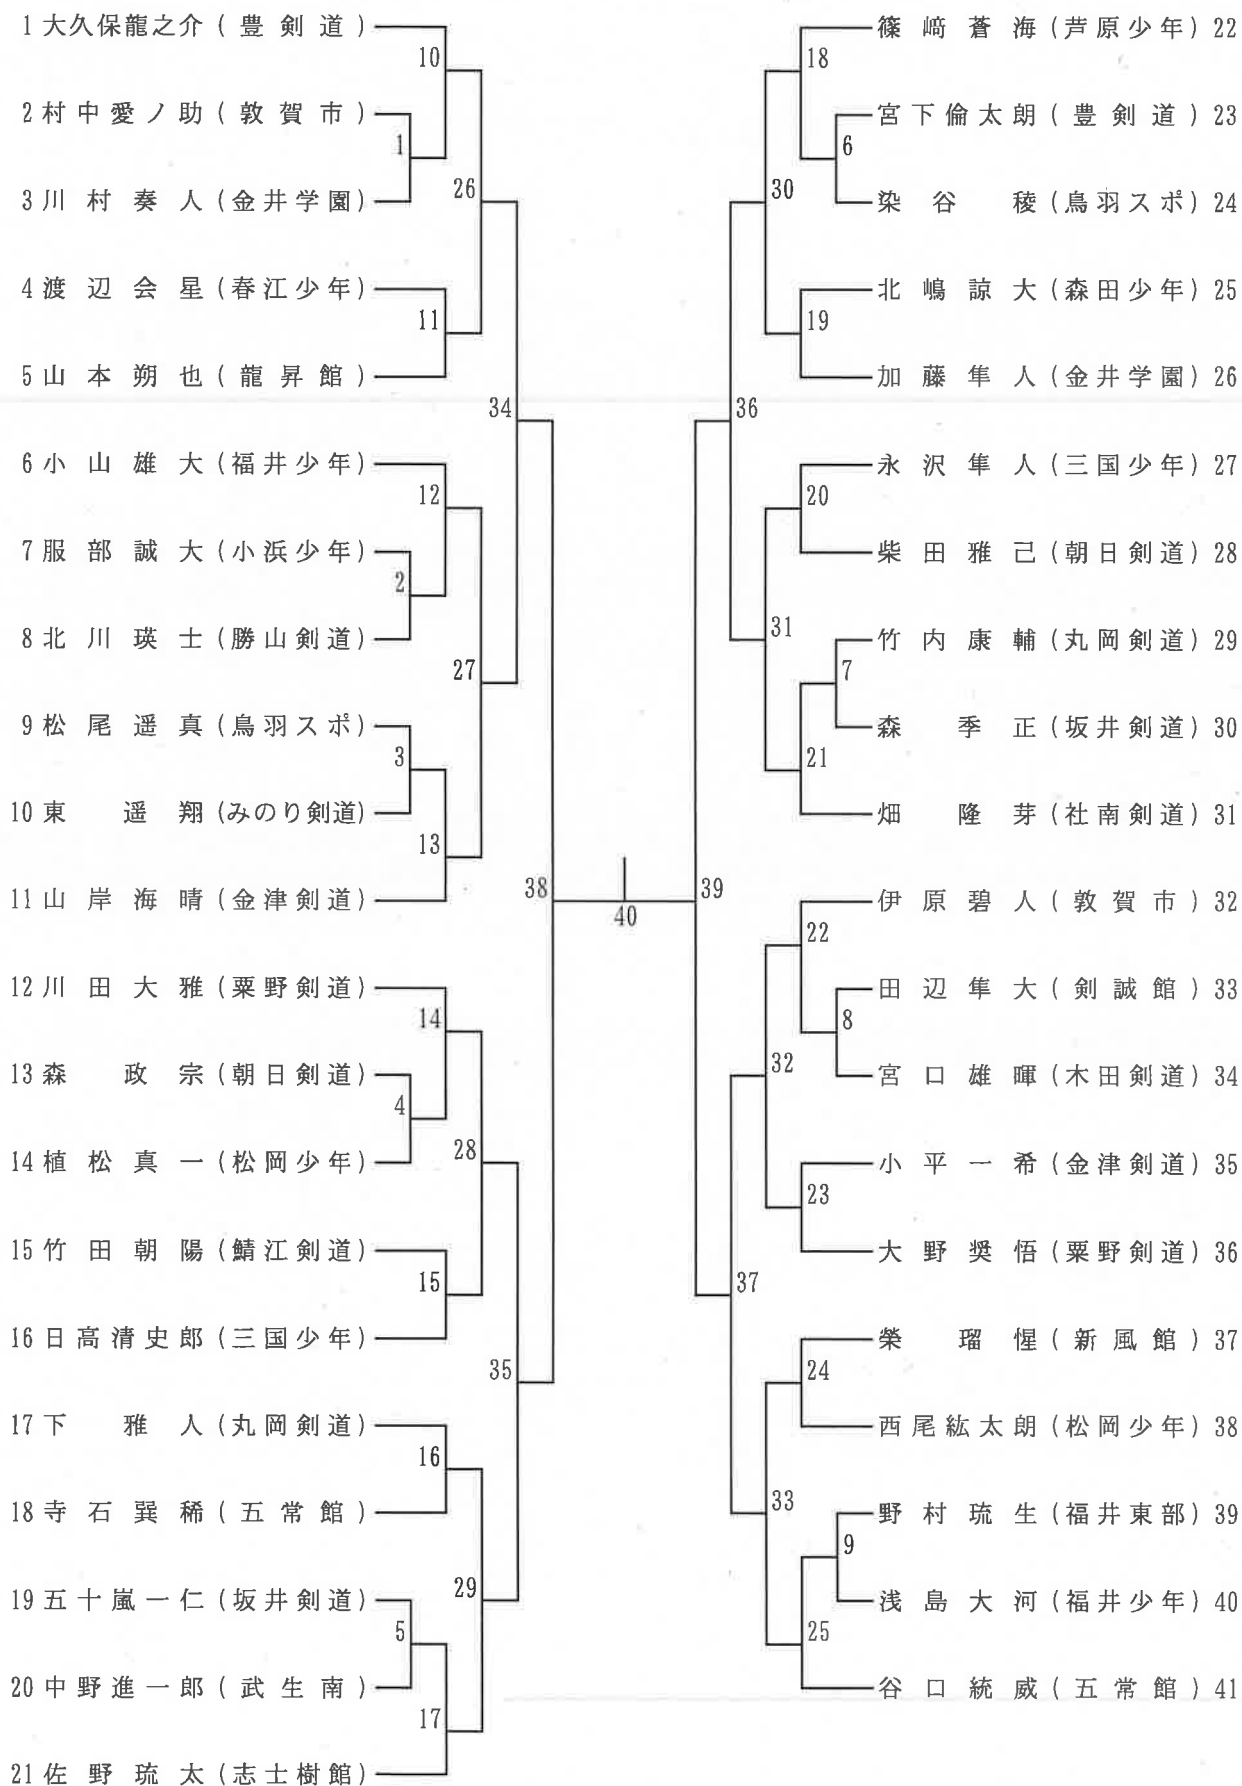 1 大久保龍之介 ( 豊剣道 )
2 村中愛ノ助 ( 敦賀市 )
3 川村奏人 (金井学園)
4 渡辺会星 (春江少年)
5 山本朔也 ( 龍昇館 )
6 小山雄大 (福井少年)
7 服部誠大 (小浜少年)
8 北川瑛士 (勝山剣道)
9 松尾遥真 (鳥羽スポ)
10 東遥翔 (みのり剣道)
11 山岸海晴 (金津剣道)
12 川田大雅 (粟野剣道)
13 森政宗 (朝日剣道)
14 植松真一 (松岡少年)
15 竹田朝陽 (鯖江剣道)
16 日高清史郎 (三国少年)
17 下雅人 (丸岡剣道)
18 寺石巽稀 ( 五常館 )
19 五十嵐一仁 (坂井剣道)
20 中野進一郎 ( 武生南 )
21 佐野琉太 (志士樹館)
1
2
3
4
5
10
11
12
13
14
15
16
17
26
27
28
29
34
35
38
40
39
36
37
30
31
32
33
18
19
20
21
22
23
24
25
6
7
8
9
篠﨑蒼海 (芦原少年) 22
宮下倫太朗 ( 豊剣道 ) 23
染谷稜 (鳥羽スポ) 24
北嶋諒大 (森田少年) 25
加藤隼人 (金井学園) 26
永沢隼人 (三国少年) 27
柴田雅己 (朝日剣道) 28
竹内康輔 (丸岡剣道) 29
森季正 (坂井剣道) 30
畑隆芽 (社南剣道) 31
伊原碧人 ( 敦賀市 ) 32
田辺隼大 ( 剣誠館 ) 33
宮口雄暉 (木田剣道) 34
小平一希 (金津剣道) 35
大野奨悟 (粟野剣道) 36
榮瑠惺 ( 新風館 ) 37
西尾紘太朗 (松岡少年) 38
野村琉生 (福井東部) 39
浅島大河 (福井少年) 40
谷口統威 ( 五常館 ) 41